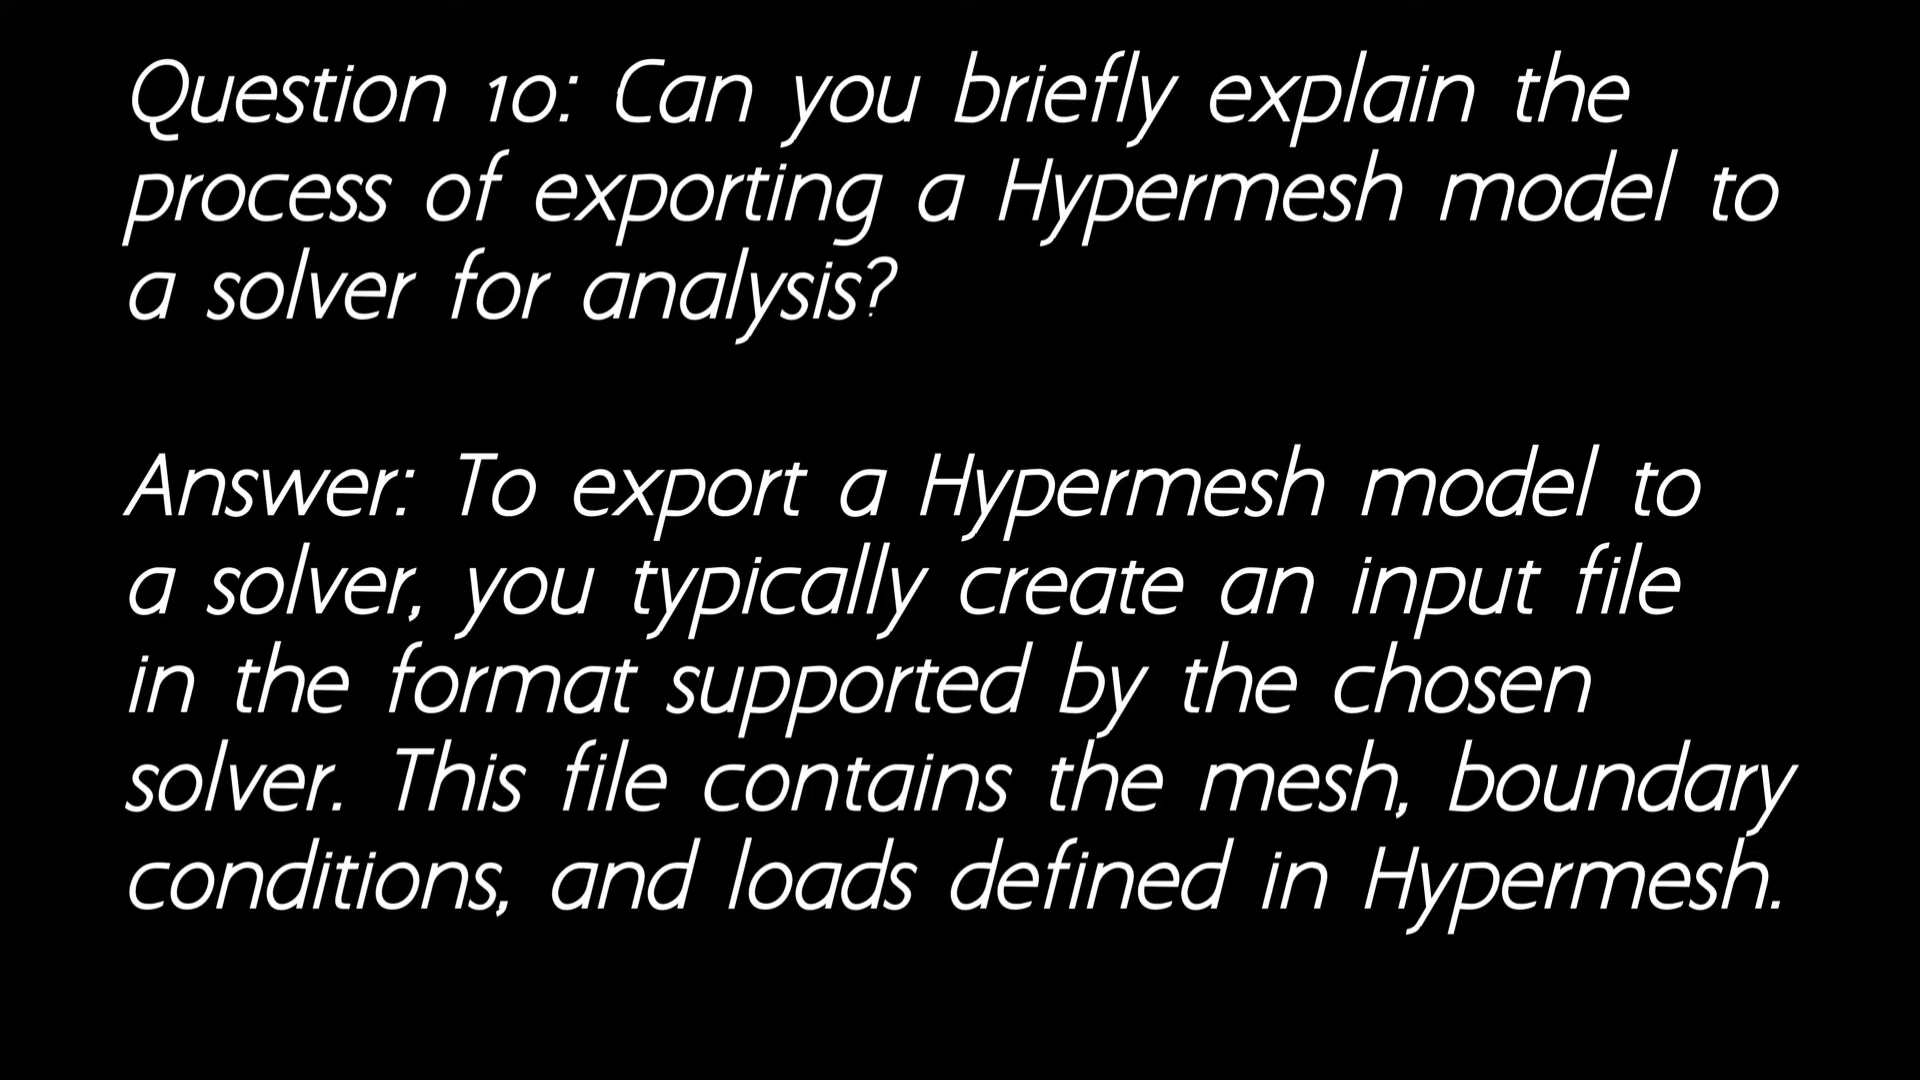 Question 10: Can you briefly explain the
process of exporting a Hypermesh model to
a solver for analysis?
Answer: To export a Hypermesh model to
a solver, you typically create an input file
in the format supported by the chosen
solver. This file contains the mesh, boundary
conditions, and loads defined in Hypermesh.